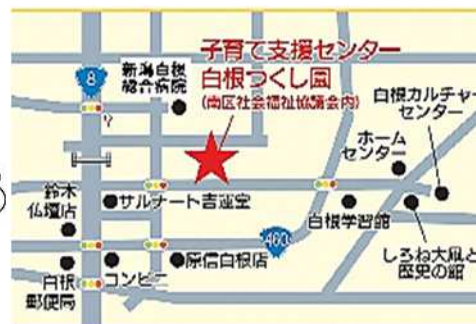 子育て支援センター
白根つくし園
(南区社会福祉協議会内)
8
新潟白根
総合病院
白根カルチャー
センター
ホーム
センター
鈴木
仏壇店
サルナート吉運堂
白根学習館
460
しろね大凧と
歴史の館
原信白根店
白根
郵便局
コンビニ